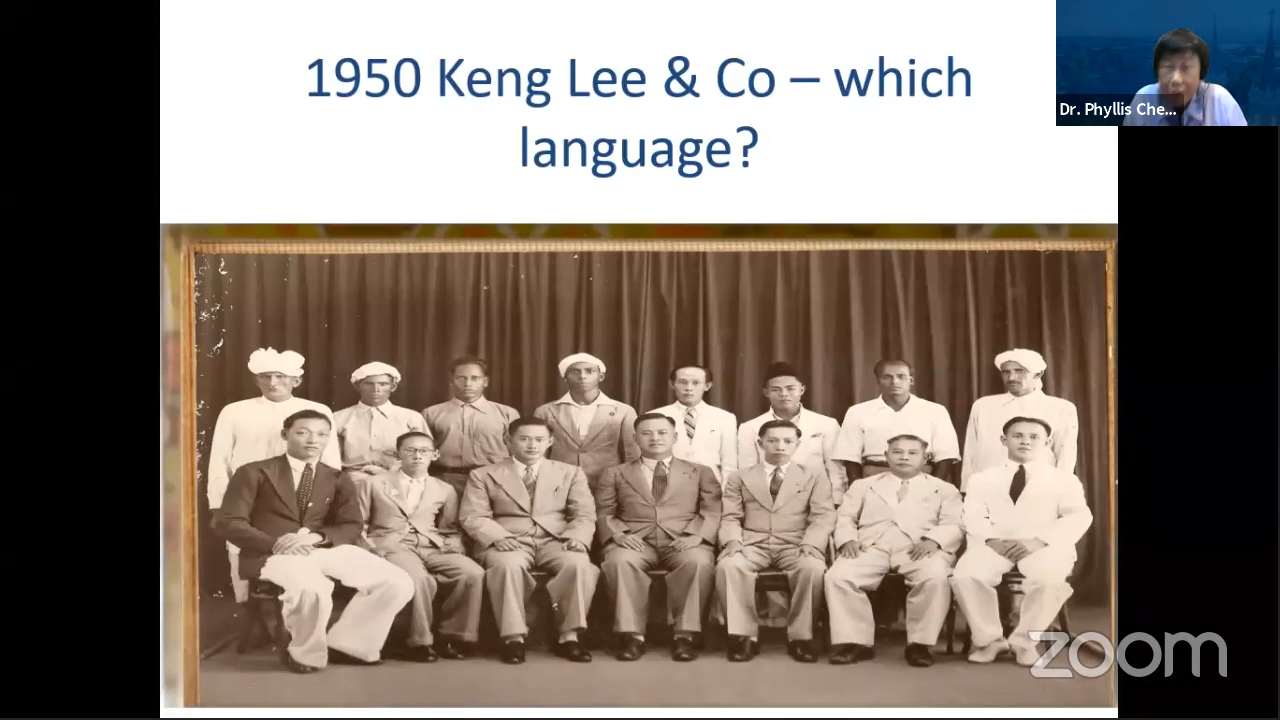 1950 Keng Lee & Co – which
language?
Dr. Phyllis Che...
zoom